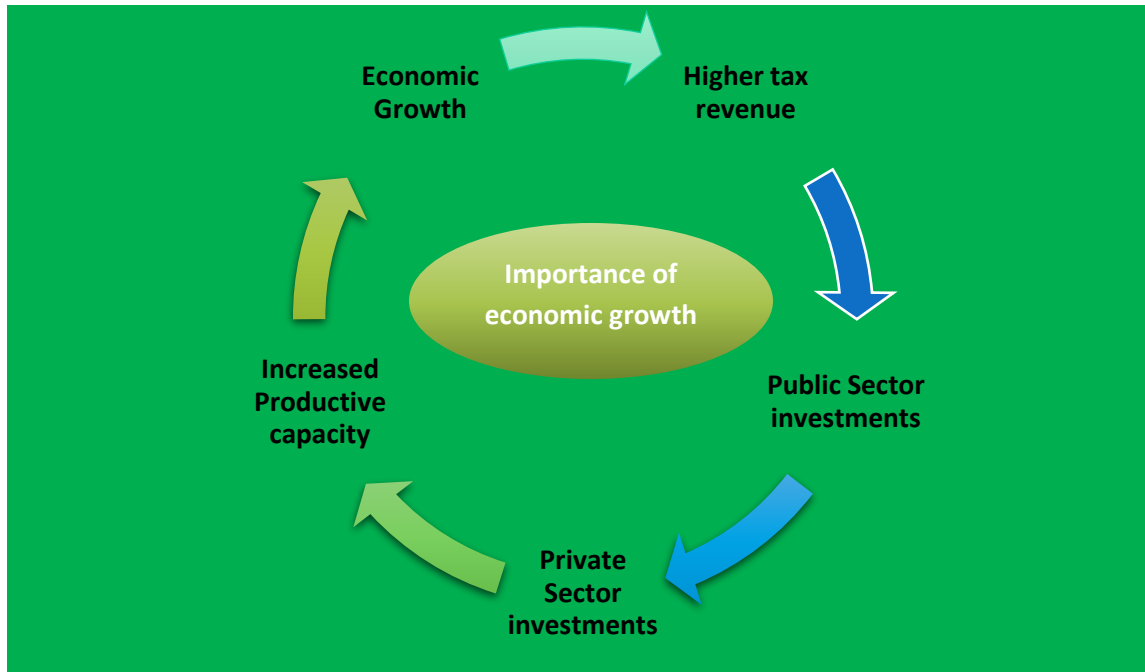 Economic
Growth
Higher tax
revenue
Importance of
economic growth
Public Sector
investments
Private
Sector
investments
Increased
Productive
capacity